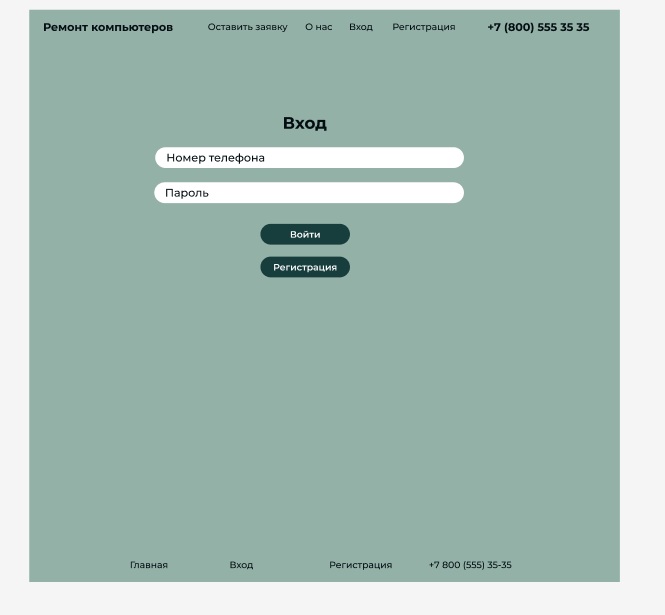 Ремонт компьютеров Оставить заявку О нас Вход Регистрация +7 (800) 555 35 35
Вход
Номер телефона
Пароль
Войти
Регистрация
Главная Вход Регистрация +7 800 (555) 35-35